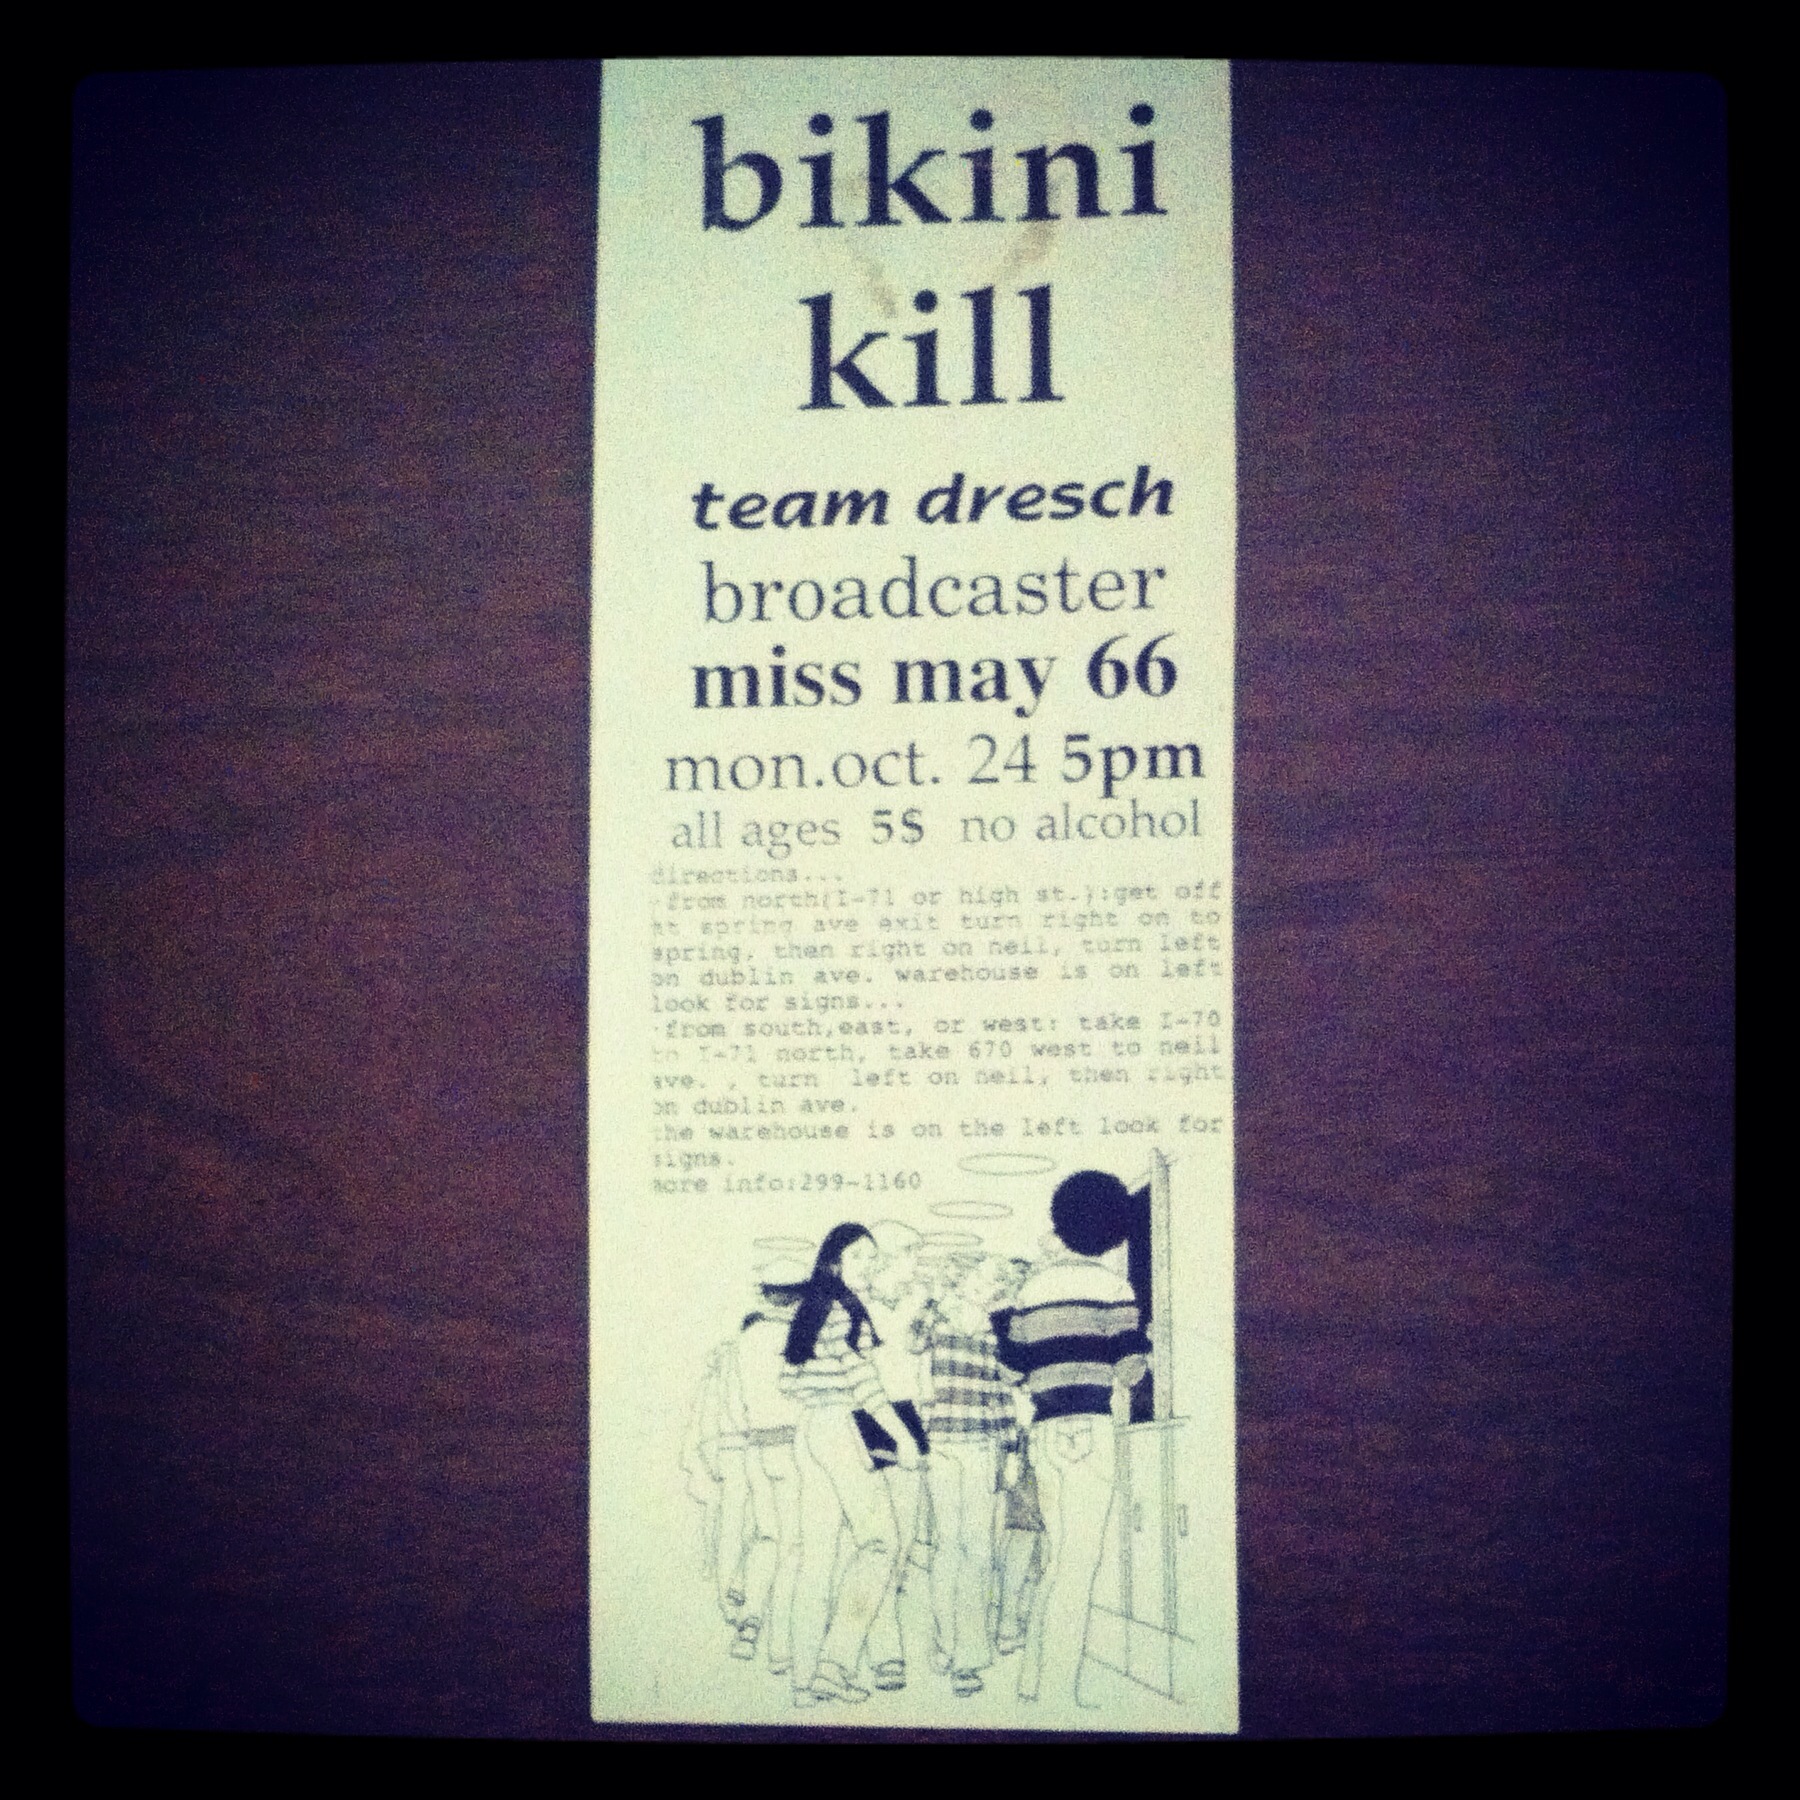 bikini
kill
team dresch
broadcaster
miss may 66
mon.oct. 24 5pm
all ages 5$ no alcohol
directions...
·from north(I-71 or high st.):get off
at spring ave exit turn right on to
spring, then right on neil, turn left
on dublin ave. warehouse is on left
look for signs...
·from south,east, or west: take I-70
to I-71 north, take 670 west to neil
ave. , turn left on neil, then right
on dublin ave.
the warehouse is on the left look for
signs.
more info:299-1160